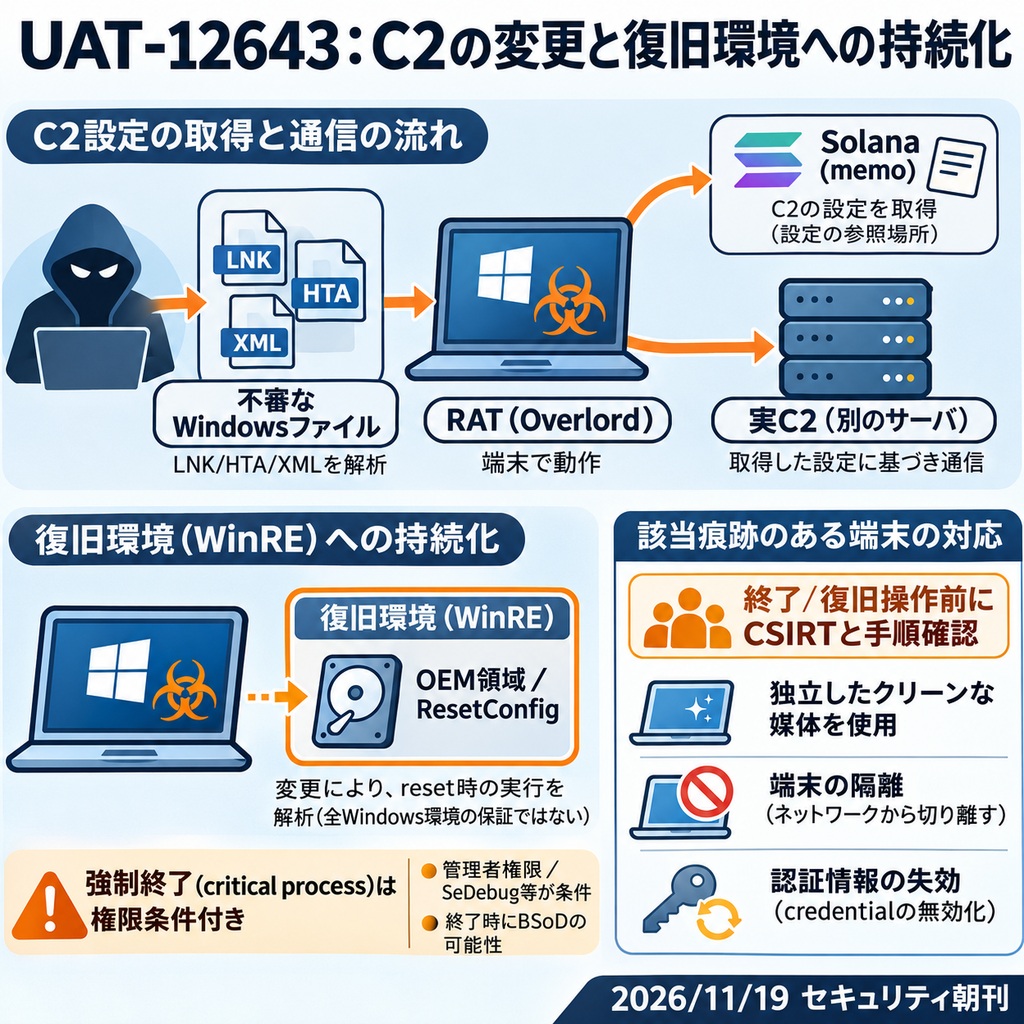 UAT-12643：C2の変更と復旧環境への持続化
C2設定の取得と通信の流れ
LNK
HTA
XML
不審な
Windowsファイル
LNK/HTA/XMLを解析
RAT（Overlord）
端末で動作
Solana
(memo)
C2の設定を取得
（設定の参照場所）
実C2（別のサーバ）
取得した設定に基づき通信
復旧環境（WinRE）への持続化
復旧環境（WinRE）
OEM領域／
ResetConfig
変更により、reset時の実行を
解析（全Windows環境の保証ではない）
強制終了（critical process）は
権限条件付き
管理者権限／
SeDebug等が条件
終了時にBSoDの
可能性
該当痕跡のある端末の対応
終了／復旧操作前に
CSIRTと手順確認
独立したクリーンな
媒体を使用
端末の隔離
（ネットワークから切り離す）
認証情報の失効
（credentialの無効化）
2026/11/19 セキュリティ朝刊